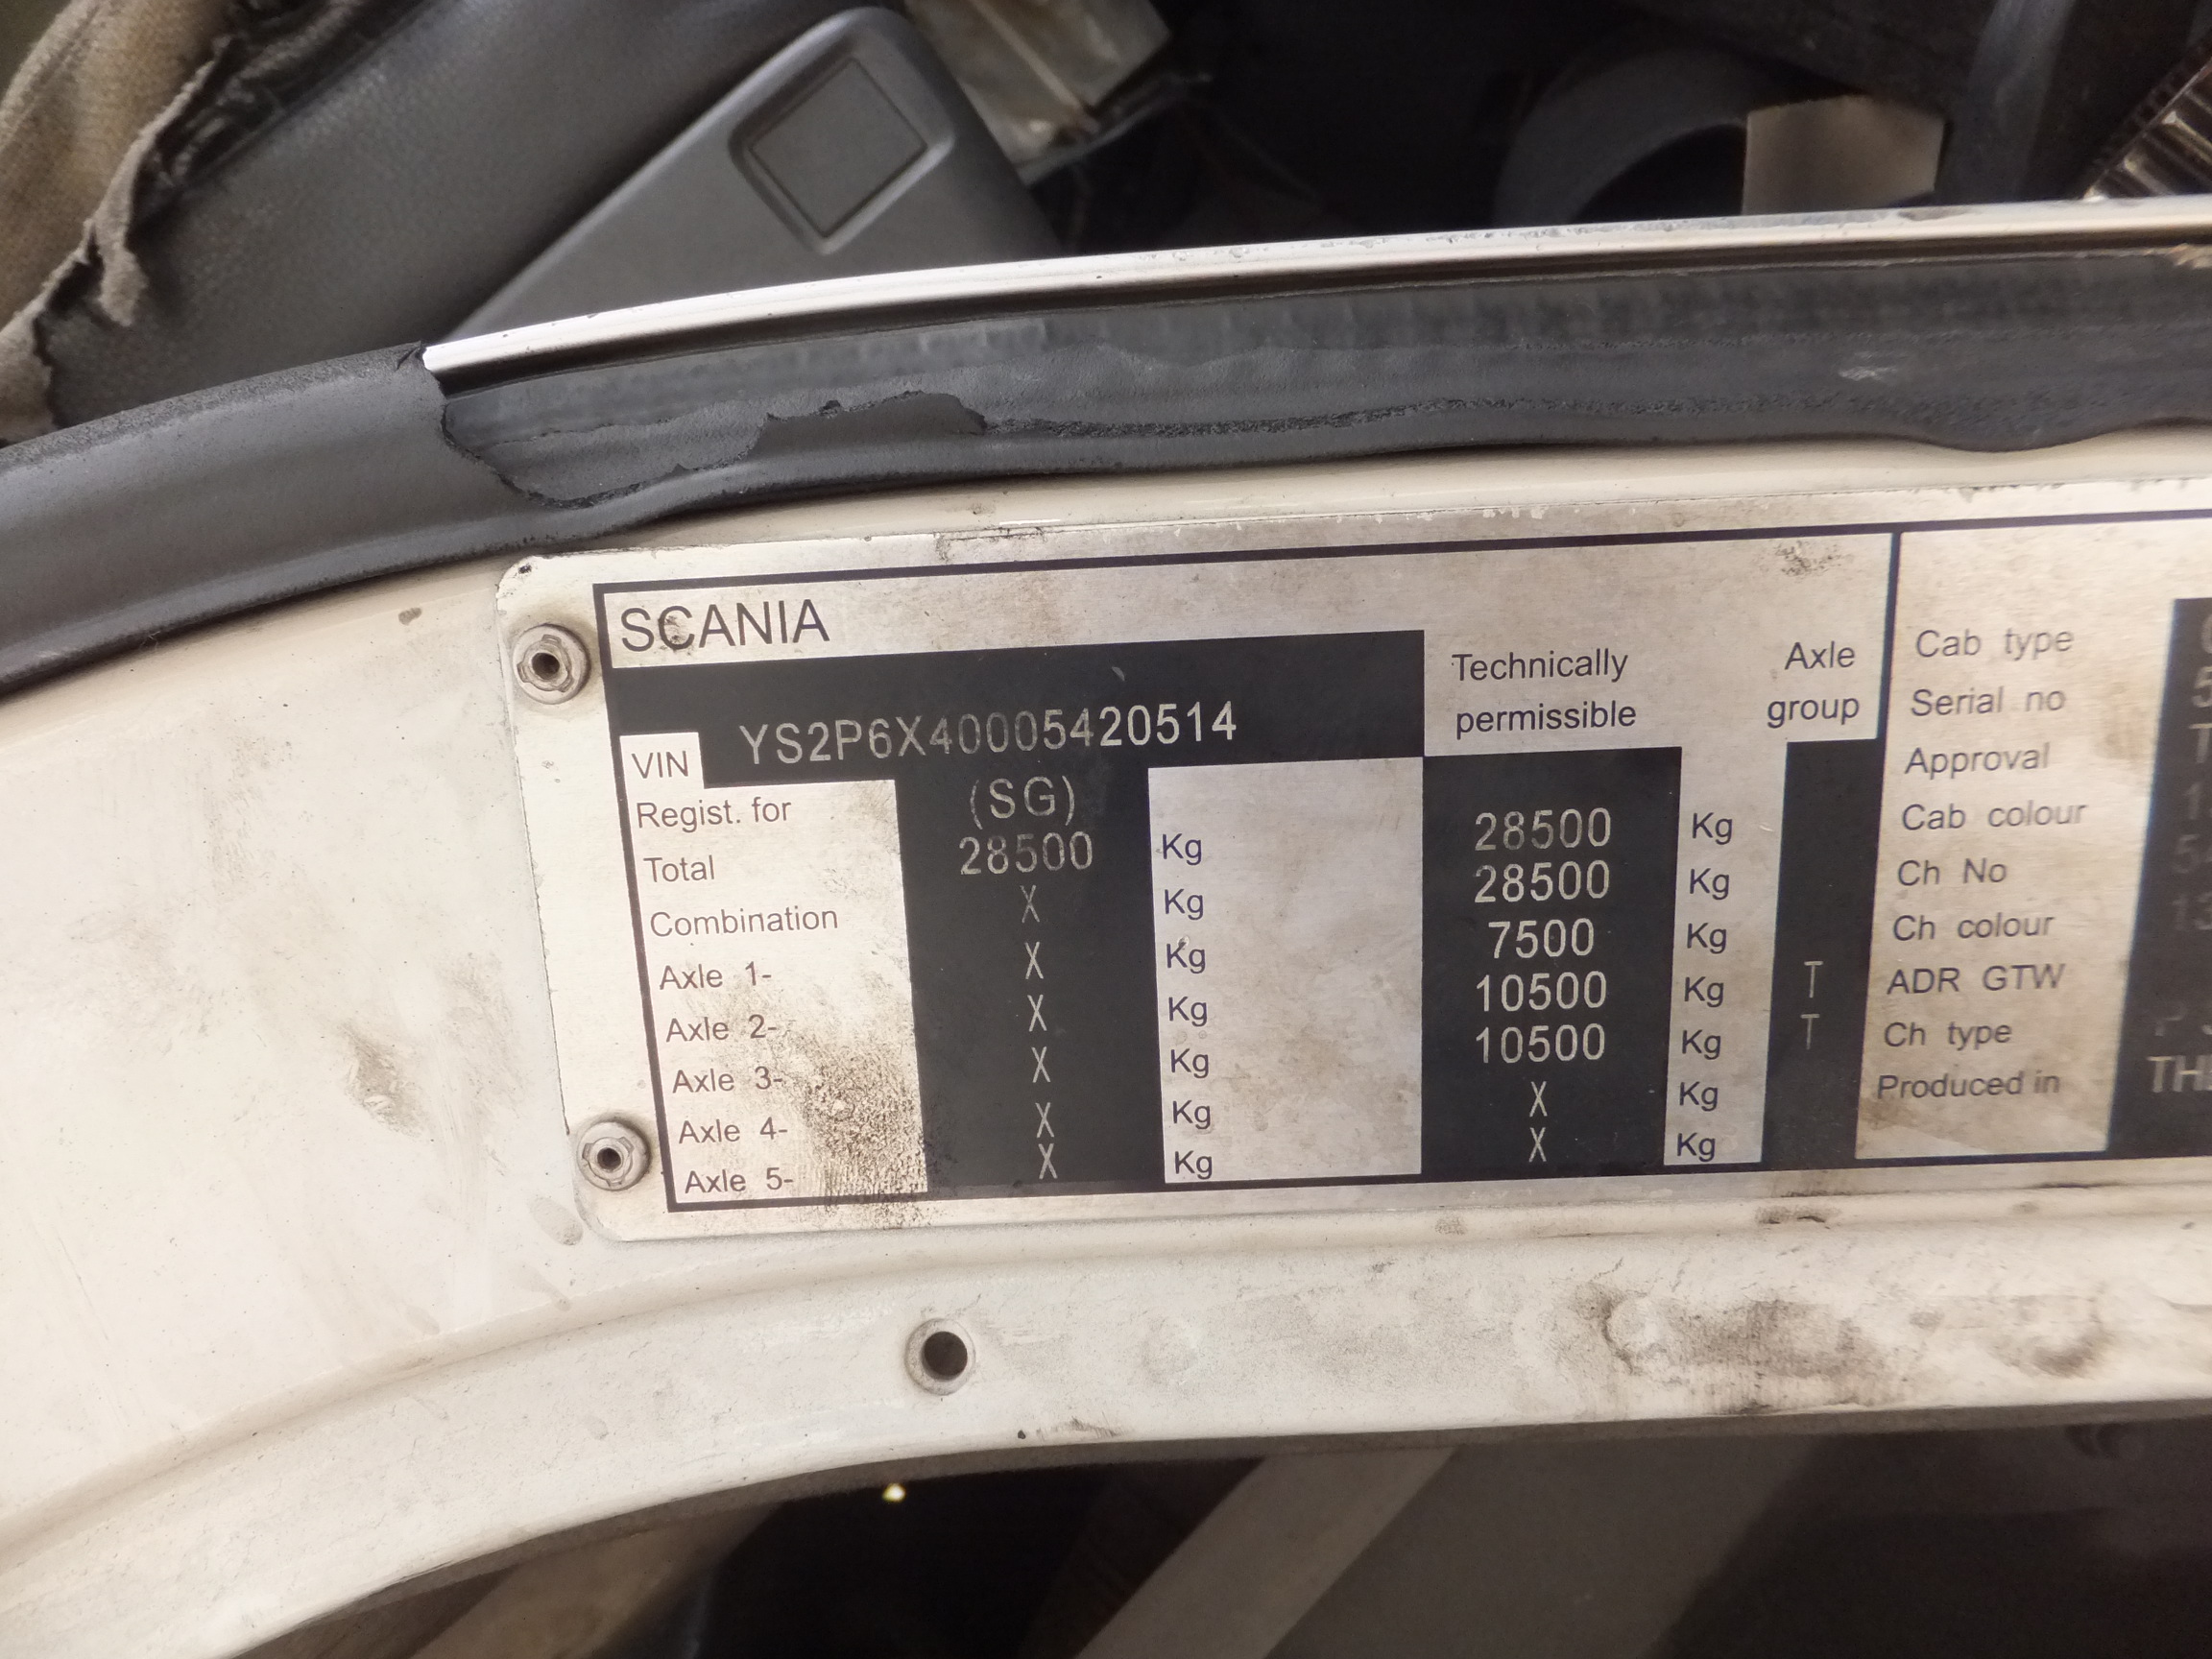 SCANIA
VIN YS2P6X40005420514
Technically permissible
Axle group
Regist. for (SG)
Total 28500 Kg 28500 Kg
Combination X Kg 28500 Kg
Axle 1- X Kg 7500 Kg
Axle 2- X Kg 10500 Kg T
Axle 3- X Kg 10500 Kg T
Axle 4- X Kg X Kg
Axle 5- X Kg X Kg
Cab type
Serial no
Approval
Cab colour
Ch No
Ch colour
ADR GTW
Ch type
Produced in